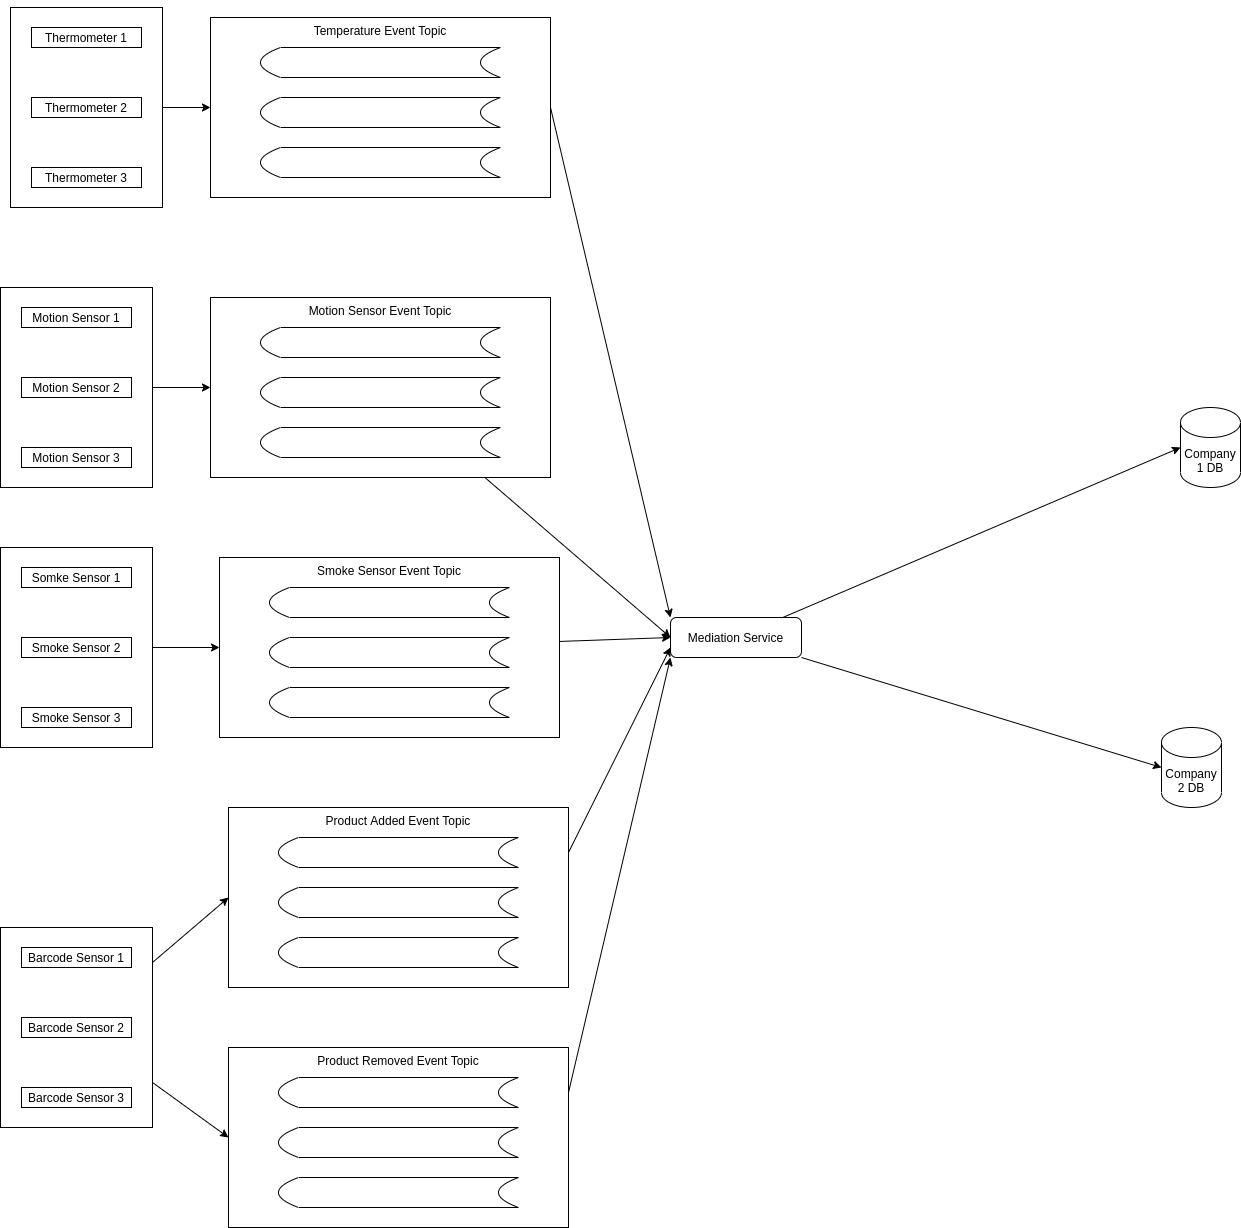 Thermometer 1
Thermometer 2
Thermometer 3
Temperature Event Topic
Motion Sensor 1
Motion Sensor 2
Motion Sensor 3
Motion Sensor Event Topic
Somke Sensor 1
Smoke Sensor 2
Smoke Sensor 3
Smoke Sensor Event Topic
Barcode Sensor 1
Barcode Sensor 2
Barcode Sensor 3
Product Added Event Topic
Product Removed Event Topic
Mediation Service
Company
1 DB
Company
2 DB